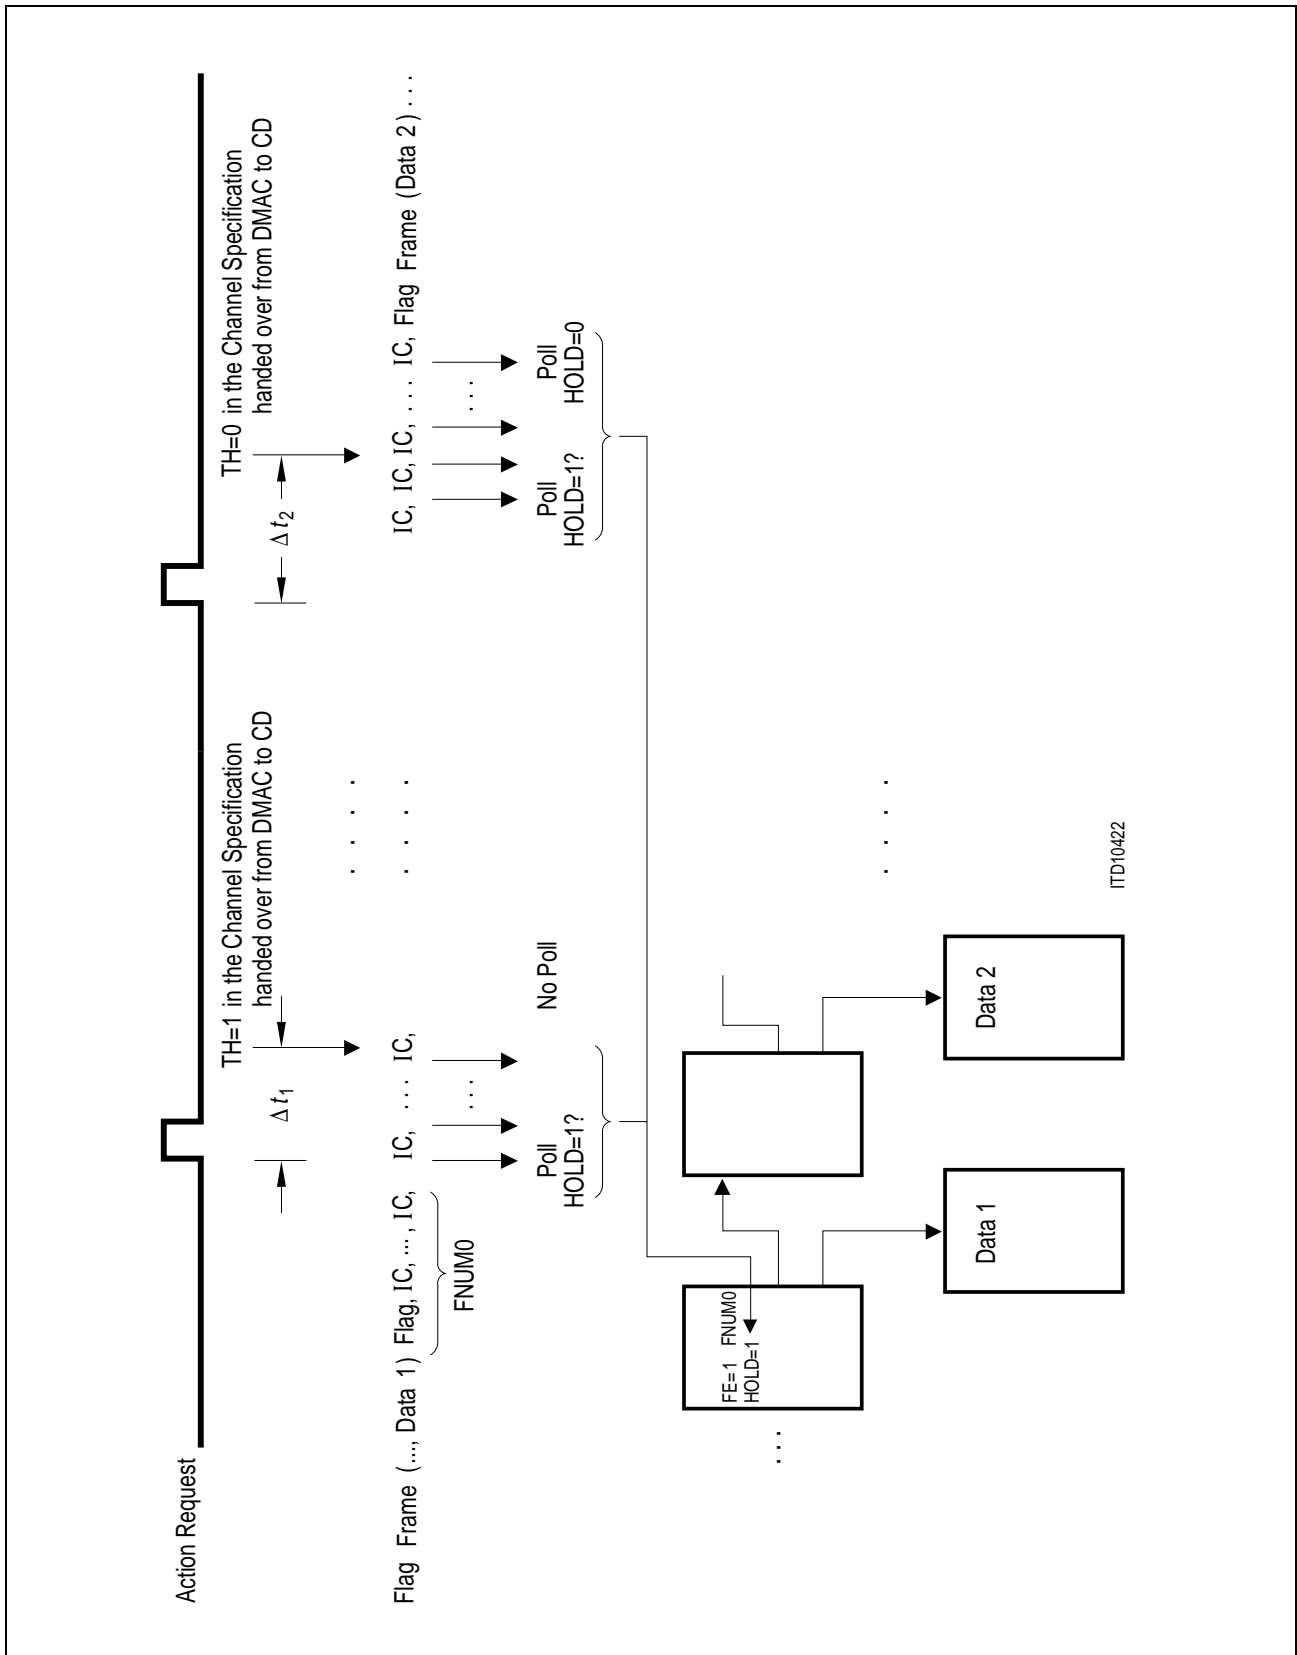 Action Request
TH=1 in the Channel Specification
handed over from DMAC to CD
TH=0 in the Channel Specification
handed over from DMAC to CD
Δt1
Δt2
. . . .
Flag Frame (..., Data 1) Flag, IC, ... , IC, IC, . . . IC, . . . . IC, IC, IC, . . . IC, Flag Frame (Data 2) . . .
FNUM0
. . .
. . .
Poll
HOLD=1?
No Poll
Poll
HOLD=1?
Poll
HOLD=0
. . .
FE=1 FNUM0
HOLD=1
. . . .
Data 1
Data 2
ITD10422